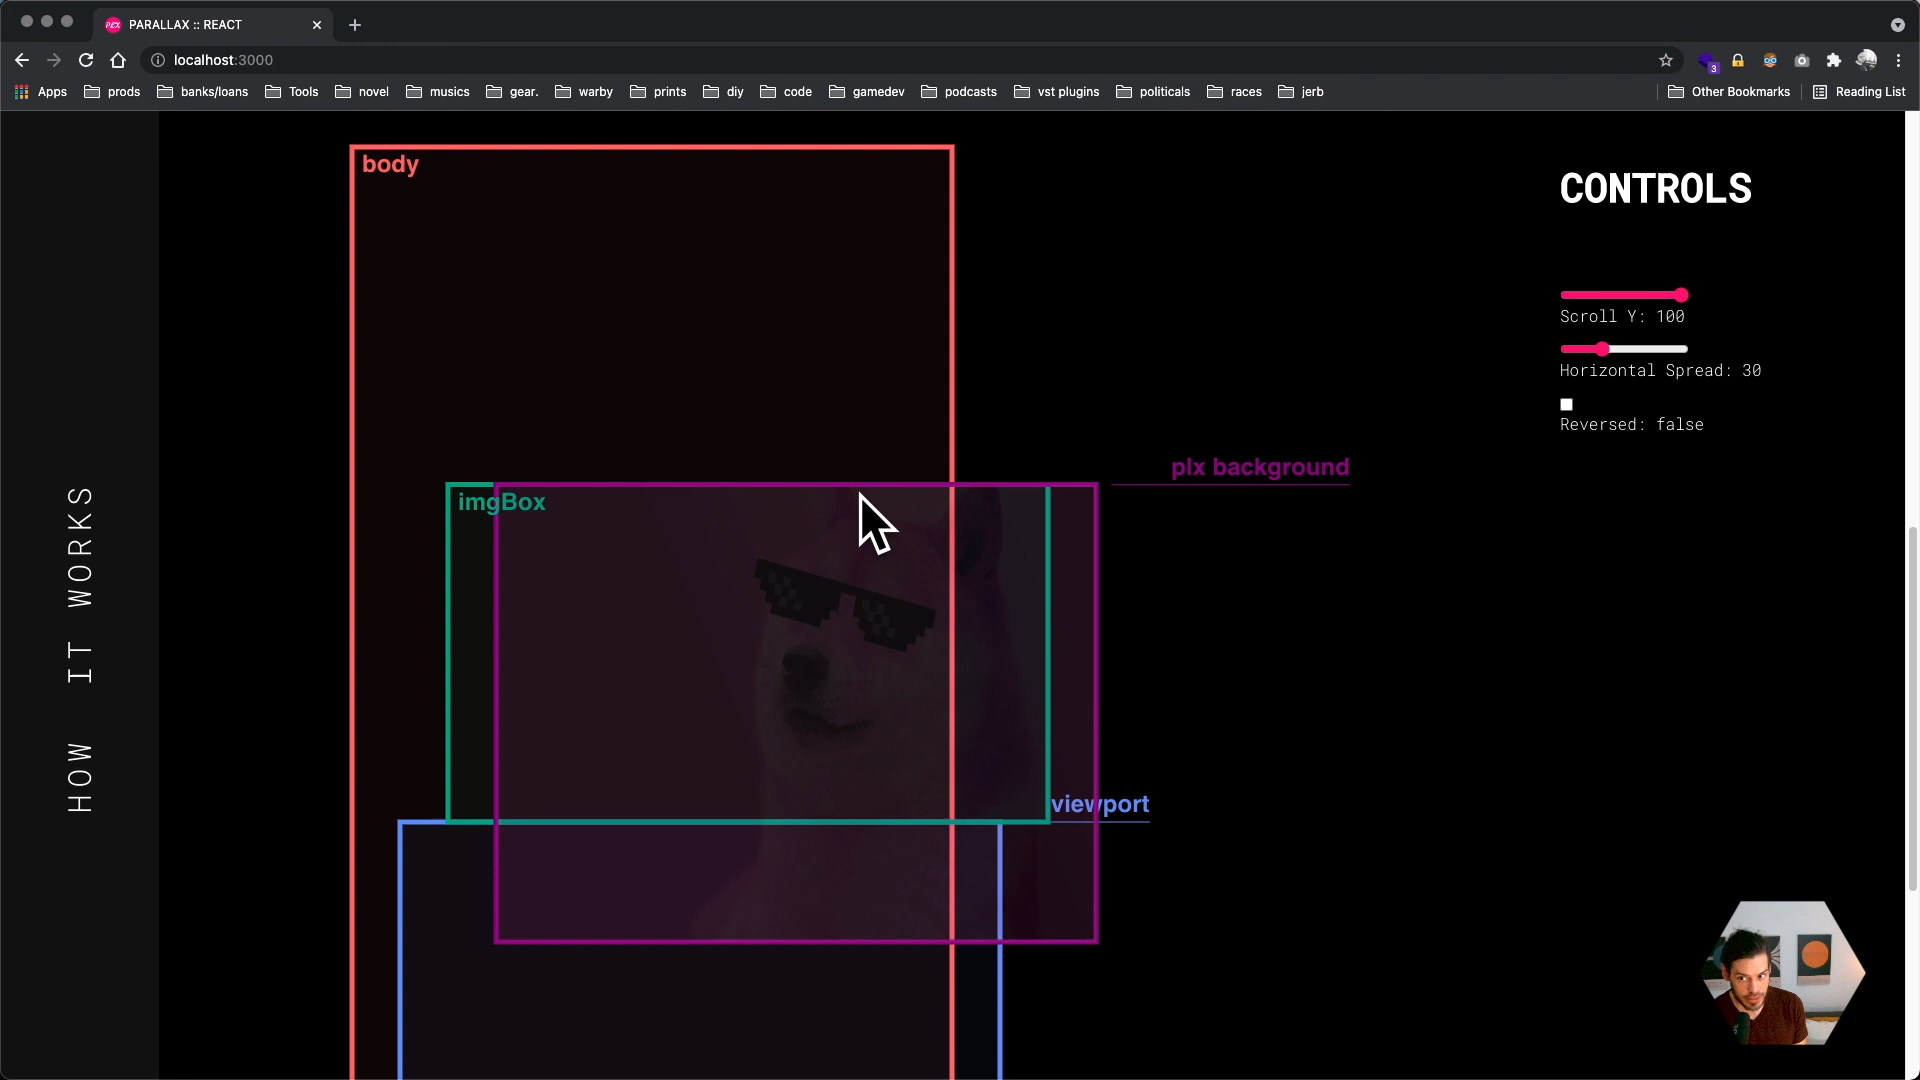 PARALLAX :: REACT
localhost:3000
3
Apps prods banks/loans Tools novel musics gear. warby prints diy code gamedev podcasts vst plugins politicals races jerb Other Bookmarks Reading List
HOW IT WORKS
body
imgBox
plx background
viewport
CONTROLS
Scroll Y: 100
Horizontal Spread: 30
Reversed: false